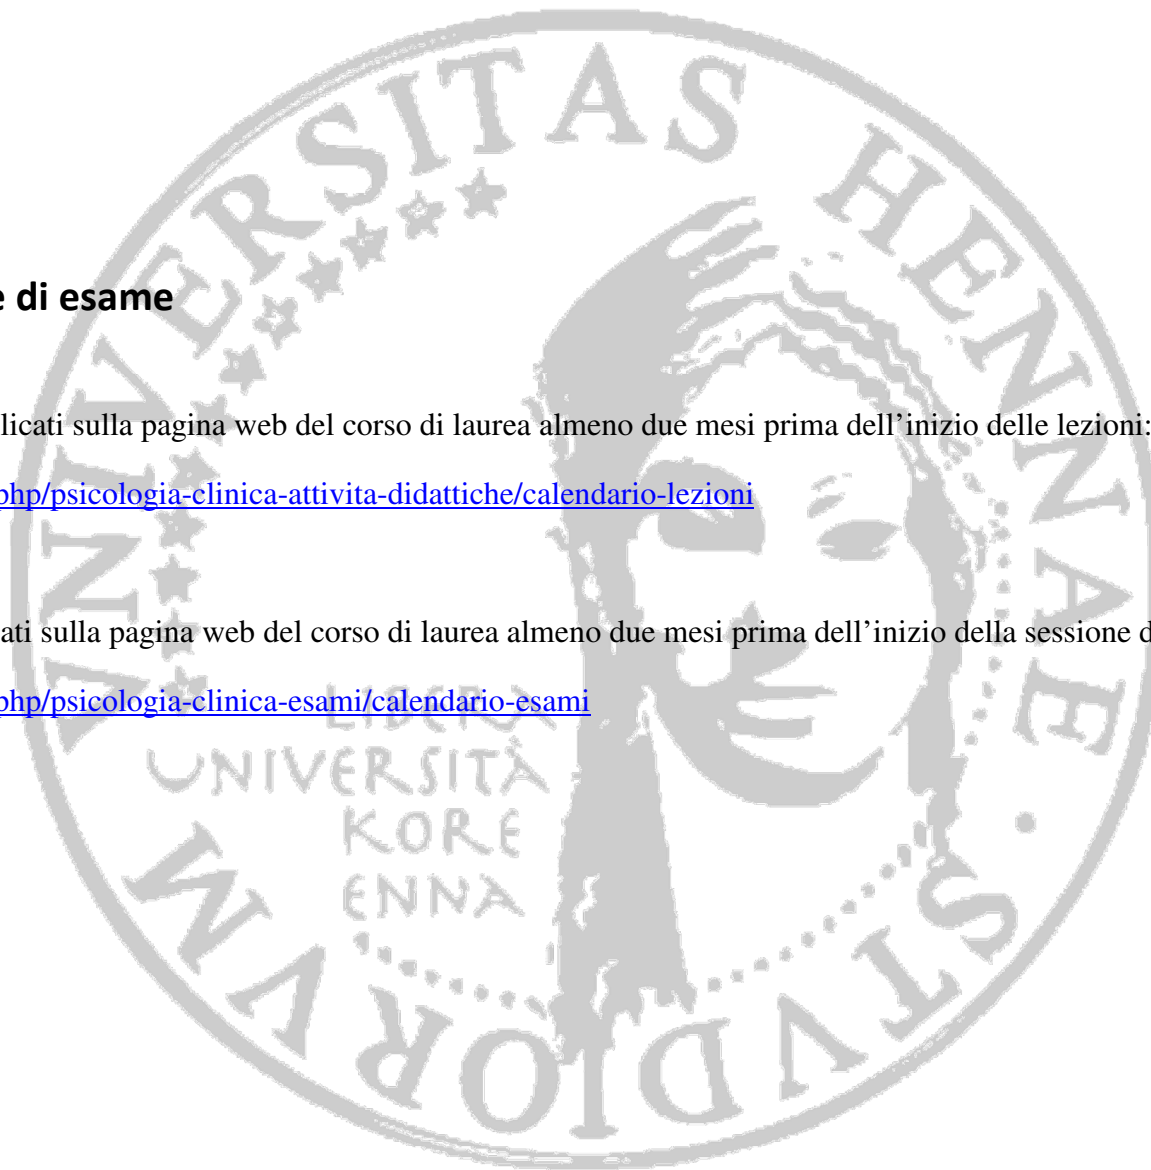 e di esame
licati sulla pagina web del corso di laurea almeno due mesi prima dell’inizio delle lezioni:
php/psicologia-clinica-attivita-didattiche/calendario-lezioni
ati sulla pagina web del corso di laurea almeno due mesi prima dell’inizio della sessione d
php/psicologia-clinica-esami/calendario-esami
VNIVERSITAS HENNAE · STVDIORVM
LIBERA
UNIVERSITÀ
KORE
ENNA